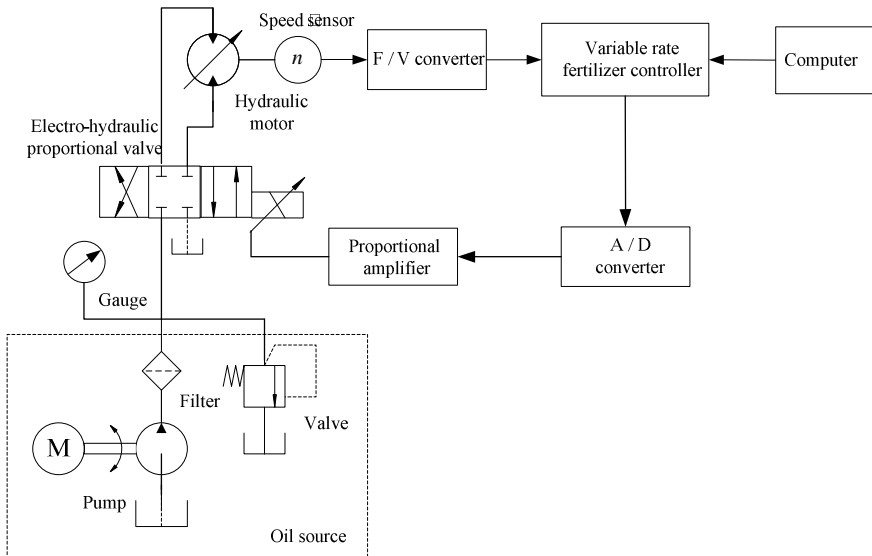 Speed sensor
n
F / V converter
Variable rate
fertilizer controller
Computer
Hydraulic
motor
Electro-hydraulic
proportional valve
Proportional
amplifier
A / D
converter
Gauge
Filter
Valve
M
Pump
Oil source